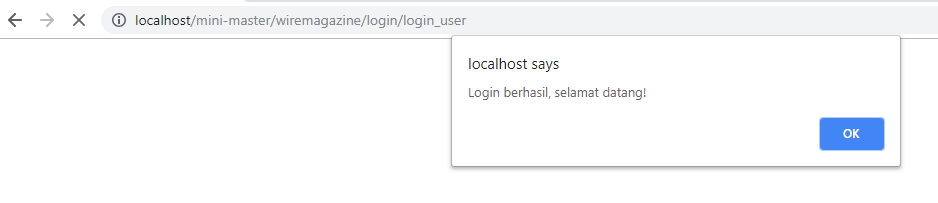 localhost/mini-master/wiremagazine/login/login_user
localhost says
Login berhasil, selamat datang!
OK